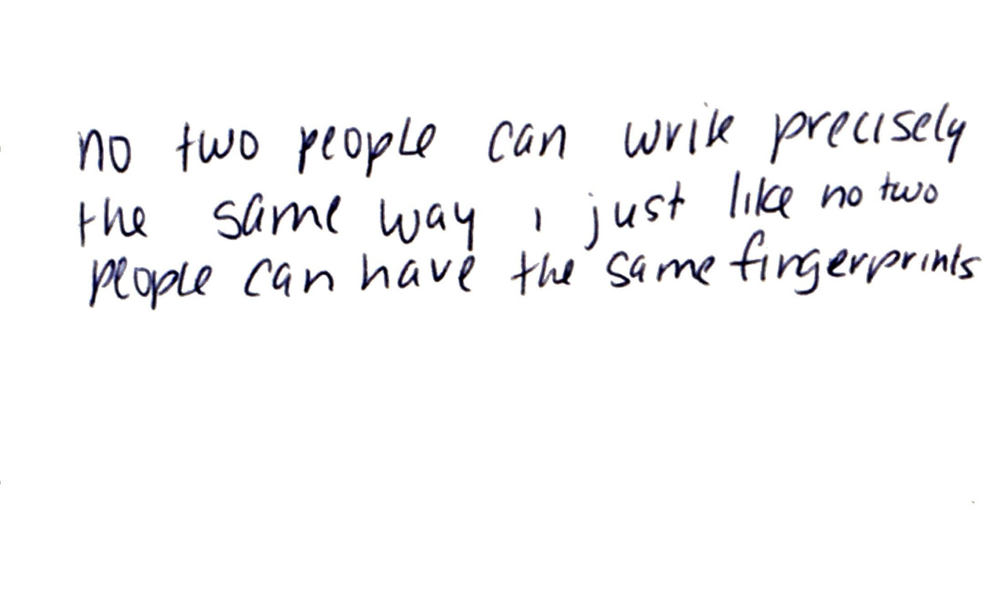 no two people can write precisely
the same way , just like no two
people can have the same fingerprints